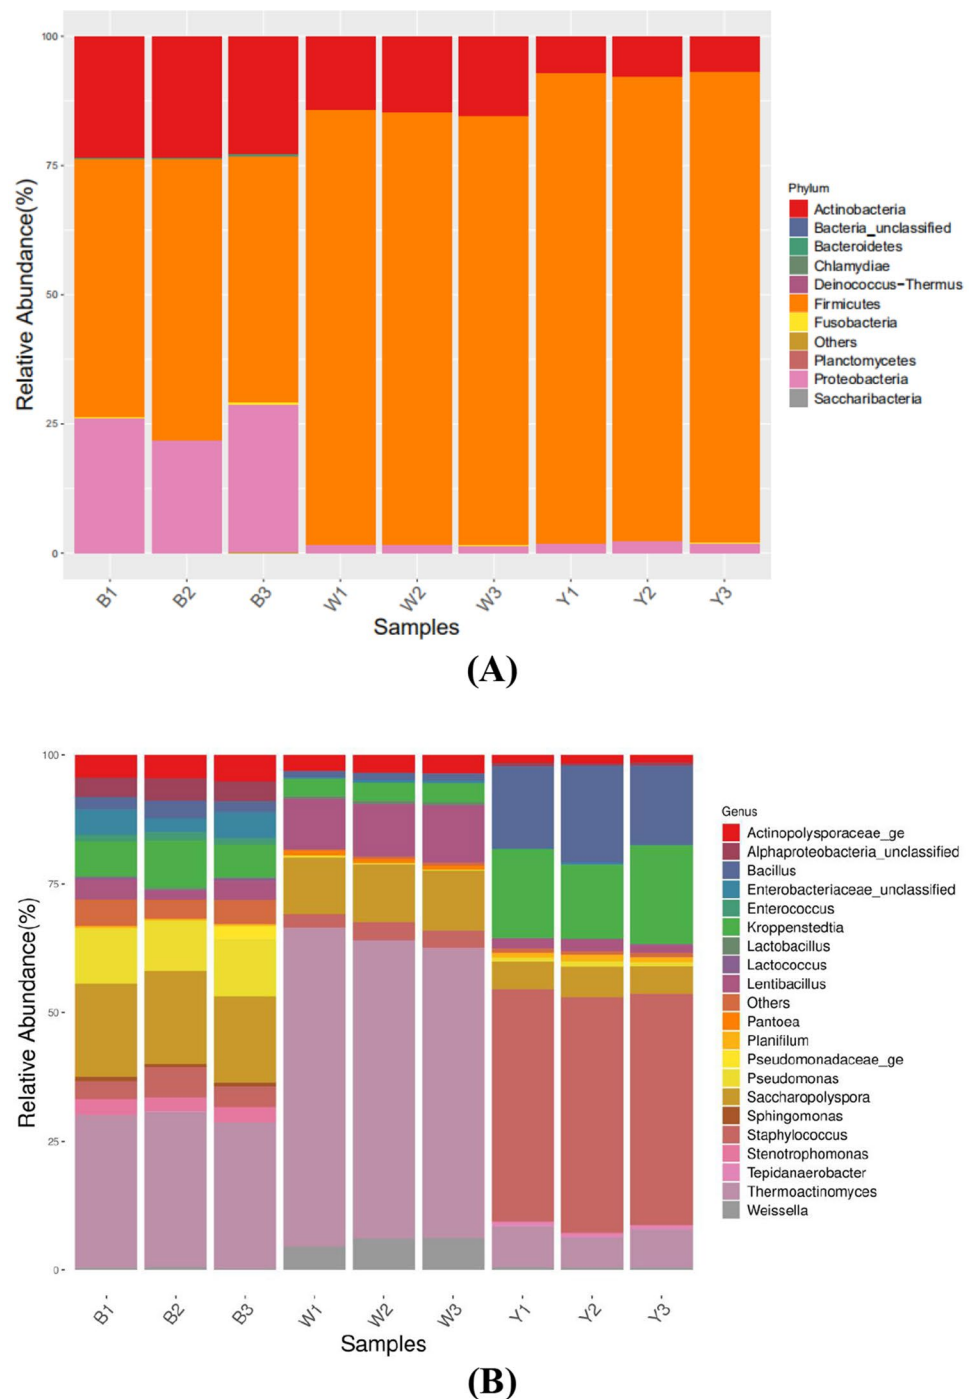 100
75
50
25
0
Relative Abundance(%)
B1
B2
B3
W1
W2
W3
Y1
Y2
Y3
Samples
Phylum
Actinobacteria
Bacteria_unclassified
Bacteroidetes
Chlamydiae
Deinococcus-Thermus
Firmicutes
Fusobacteria
Others
Planctomycetes
Proteobacteria
Saccharibacteria
(A)
100
75
50
25
0
Relative Abundance(%)
B1
B2
B3
W1
W2
W3
Y1
Y2
Y3
Samples
Genus
Actinopolysporaceae_ge
Alphaproteobacteria_unclassified
Bacillus
Enterobacteriaceae_unclassified
Enterococcus
Kroppenstedtia
Lactobacillus
Lactococcus
Lentibacillus
Others
Pantoea
Planifilum
Pseudomonadaceae_ge
Pseudomonas
Saccharopolyspora
Sphingomonas
Staphylococcus
Stenotrophomonas
Tepidanaerobacter
Thermoactinomyces
Weissella
(B)